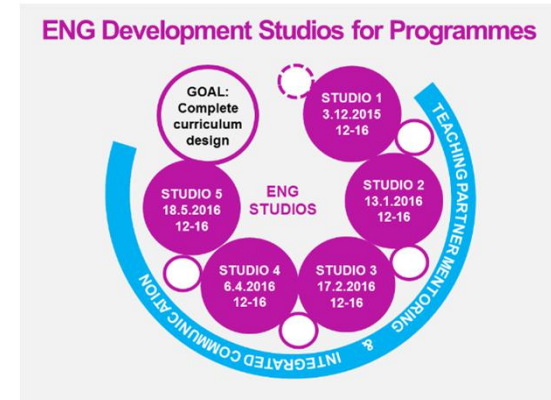 ENG Development Studios for Programmes
GOAL:
Complete
curriculum
design
STUDIO 1
3.12.2015
12-16
STUDIO 2
13.1.2016
12-16
STUDIO 3
17.2.2016
12-16
STUDIO 4
6.4.2016
12-16
STUDIO 5
18.5.2016
12-16
ENG
STUDIOS
TEACHING PARTNER MENTORING & INTEGRATED COMMUNICATION